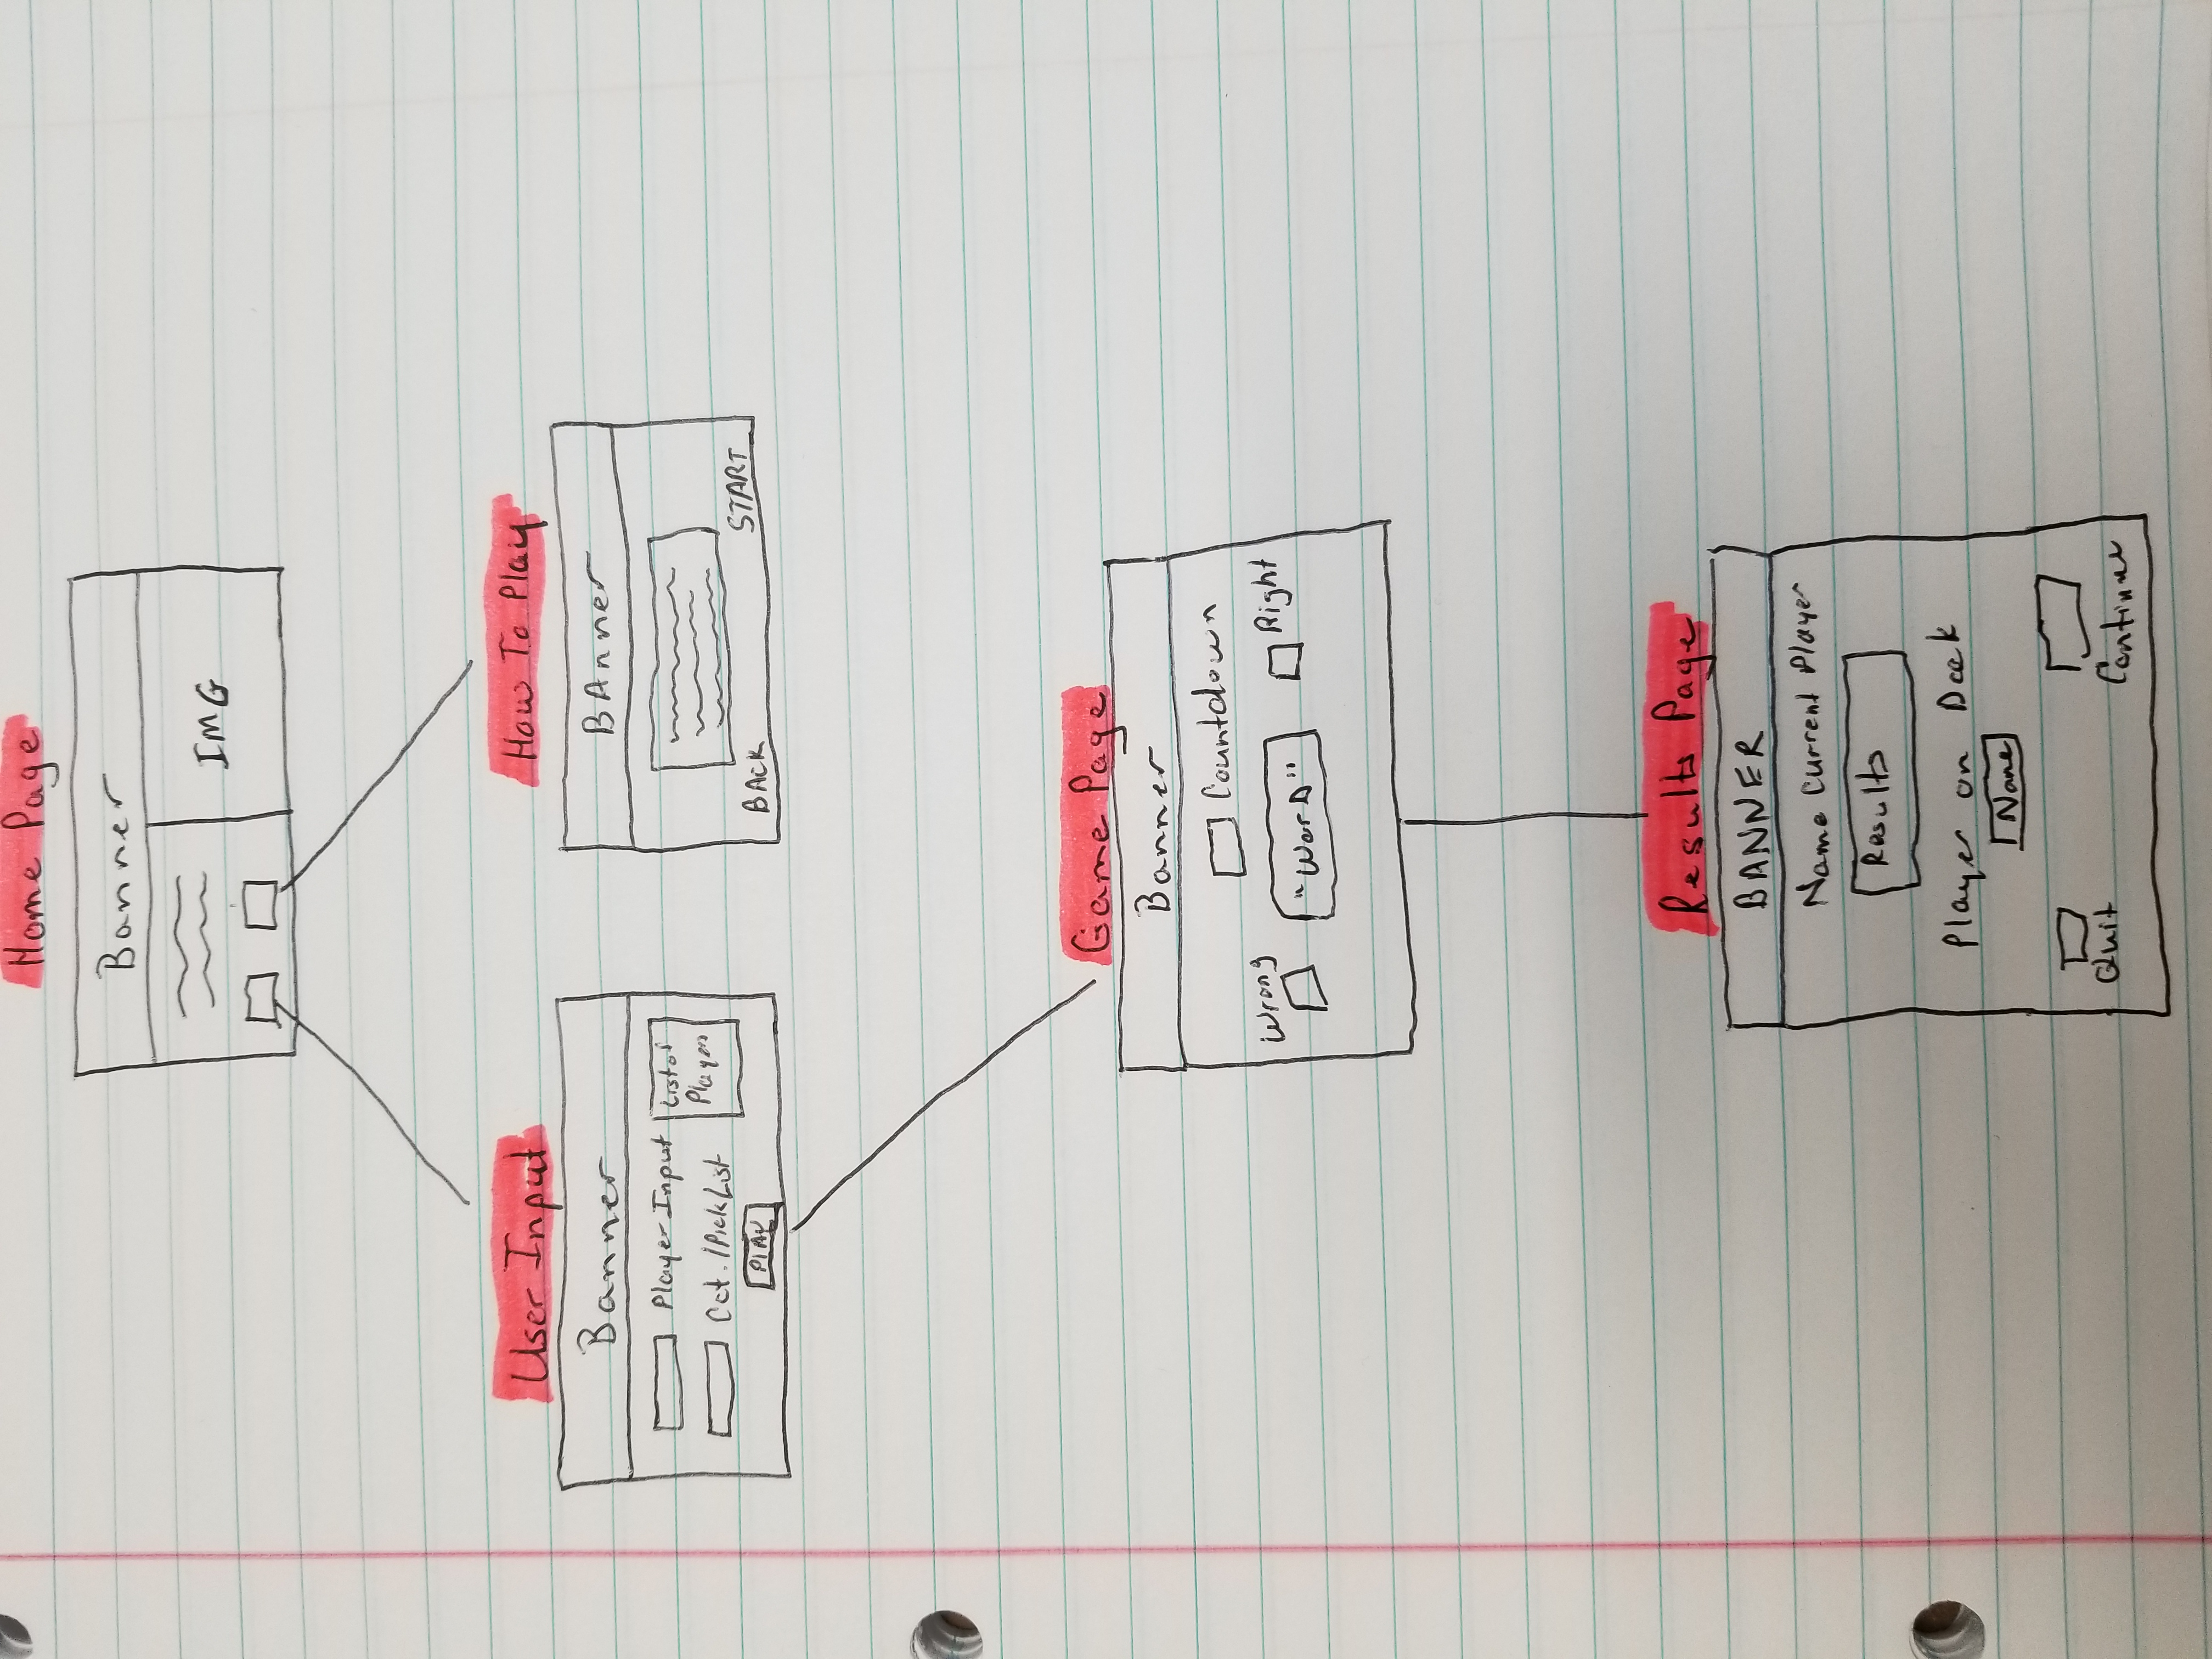 Home Page
Banner
IMG
User Input
Banner
Player Input
List of
Players
Cat. / Pick List
PLAY
How To Play
BAnner
BACK
START
Game Page
Banner
Countdown
Wrong
"WorD"
Right
Results Page
BANNER
Name Current Player
Results
Player on Deck
Name
Quit
Continue